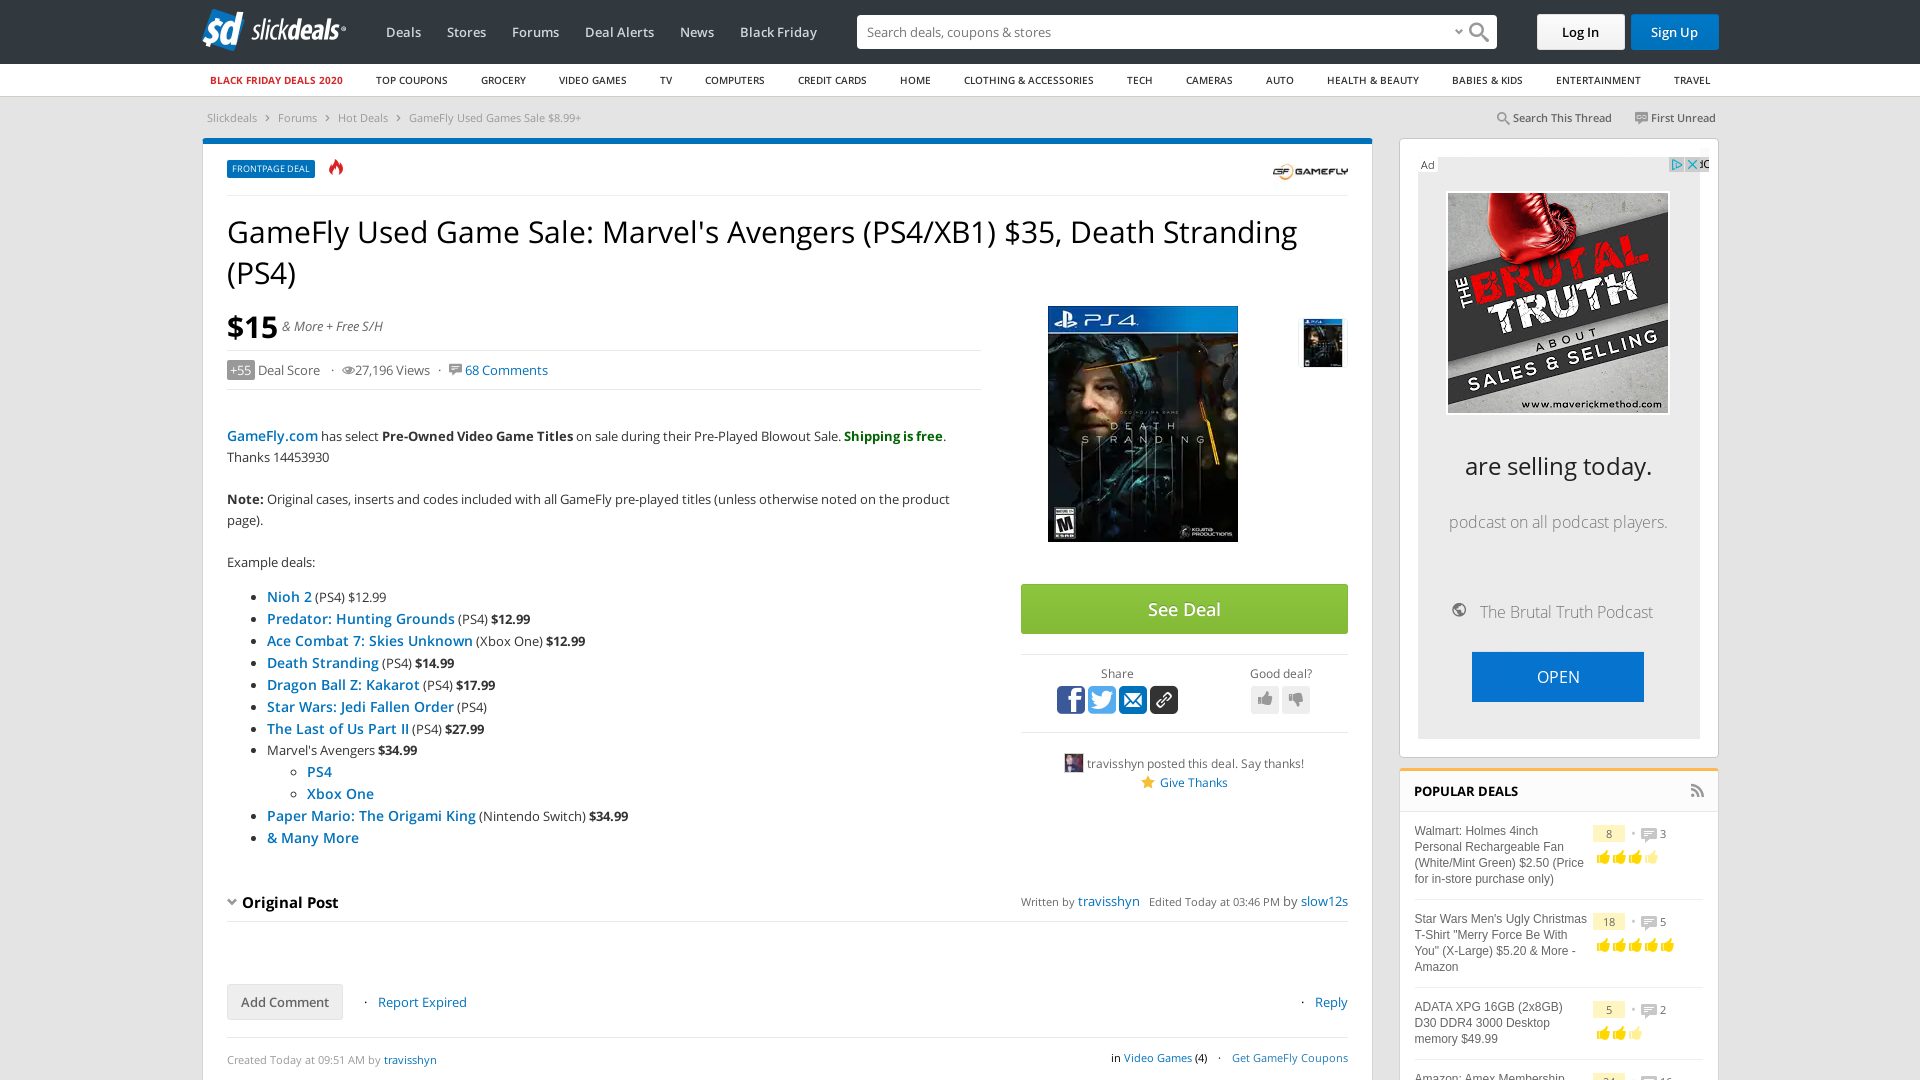 slickdeals
Deals
Stores
Forums
Deal Alerts
News
Black Friday
Search deals, coupons & stores
Log In
Sign Up
BLACK FRIDAY DEALS 2020
TOP COUPONS
GROCERY
VIDEO GAMES
TV
COMPUTERS
CREDIT CARDS
HOME
CLOTHING & ACCESSORIES
TECH
CAMERAS
AUTO
HEALTH & BEAUTY
BABIES & KIDS
ENTERTAINMENT
TRAVEL
Slickdeals > Forums > Hot Deals > GameFly Used Games Sale $8.99+
Search This Thread
First Unread
FRONTPAGE DEAL
GF GAMEFLY
GameFly Used Game Sale: Marvel's Avengers (PS4/XB1) $35, Death Stranding
(PS4)
$15 & More + Free S/H
+55 Deal Score · 27,196 Views · 68 Comments
GameFly.com has select Pre-Owned Video Game Titles on sale during their Pre-Played Blowout Sale. Shipping is free.
Thanks 14453930
Note: Original cases, inserts and codes included with all GameFly pre-played titles (unless otherwise noted on the product
page).
Example deals:
Nioh 2 (PS4) $12.99
Predator: Hunting Grounds (PS4) $12.99
Ace Combat 7: Skies Unknown (Xbox One) $12.99
Death Stranding (PS4) $14.99
Dragon Ball Z: Kakarot (PS4) $17.99
Star Wars: Jedi Fallen Order (PS4)
The Last of Us Part II (PS4) $27.99
Marvel's Avengers $34.99
PS4
Xbox One
Paper Mario: The Origami King (Nintendo Switch) $34.99
& Many More
PS4
DEATH
STRANDING
M
KOJIMA
PRODUCTIONS
See Deal
Share
Good deal?
travisshyn posted this deal. Say thanks!
Give Thanks
Original Post
Written by travisshyn Edited Today at 03:46 PM by slow12s
Add Comment
· Report Expired
· Reply
Created Today at 09:51 AM by travisshyn
in Video Games (4) · Get GameFly Coupons
Ad
THE
BRUTAL
TRUTH
ABOUT
SALES & SELLING
www.maverickmethod.com
are selling today.
podcast on all podcast players.
The Brutal Truth Podcast
OPEN
POPULAR DEALS
Walmart: Holmes 4inch
Personal Rechargeable Fan
(White/Mint Green) $2.50 (Price
for in-store purchase only)
8 · 3
Star Wars Men's Ugly Christmas
T-Shirt "Merry Force Be With
You" (X-Large) $5.20 & More -
Amazon
18 · 5
ADATA XPG 16GB (2x8GB)
D30 DDR4 3000 Desktop
memory $49.99
5 · 2
Amazon: Amex Membership